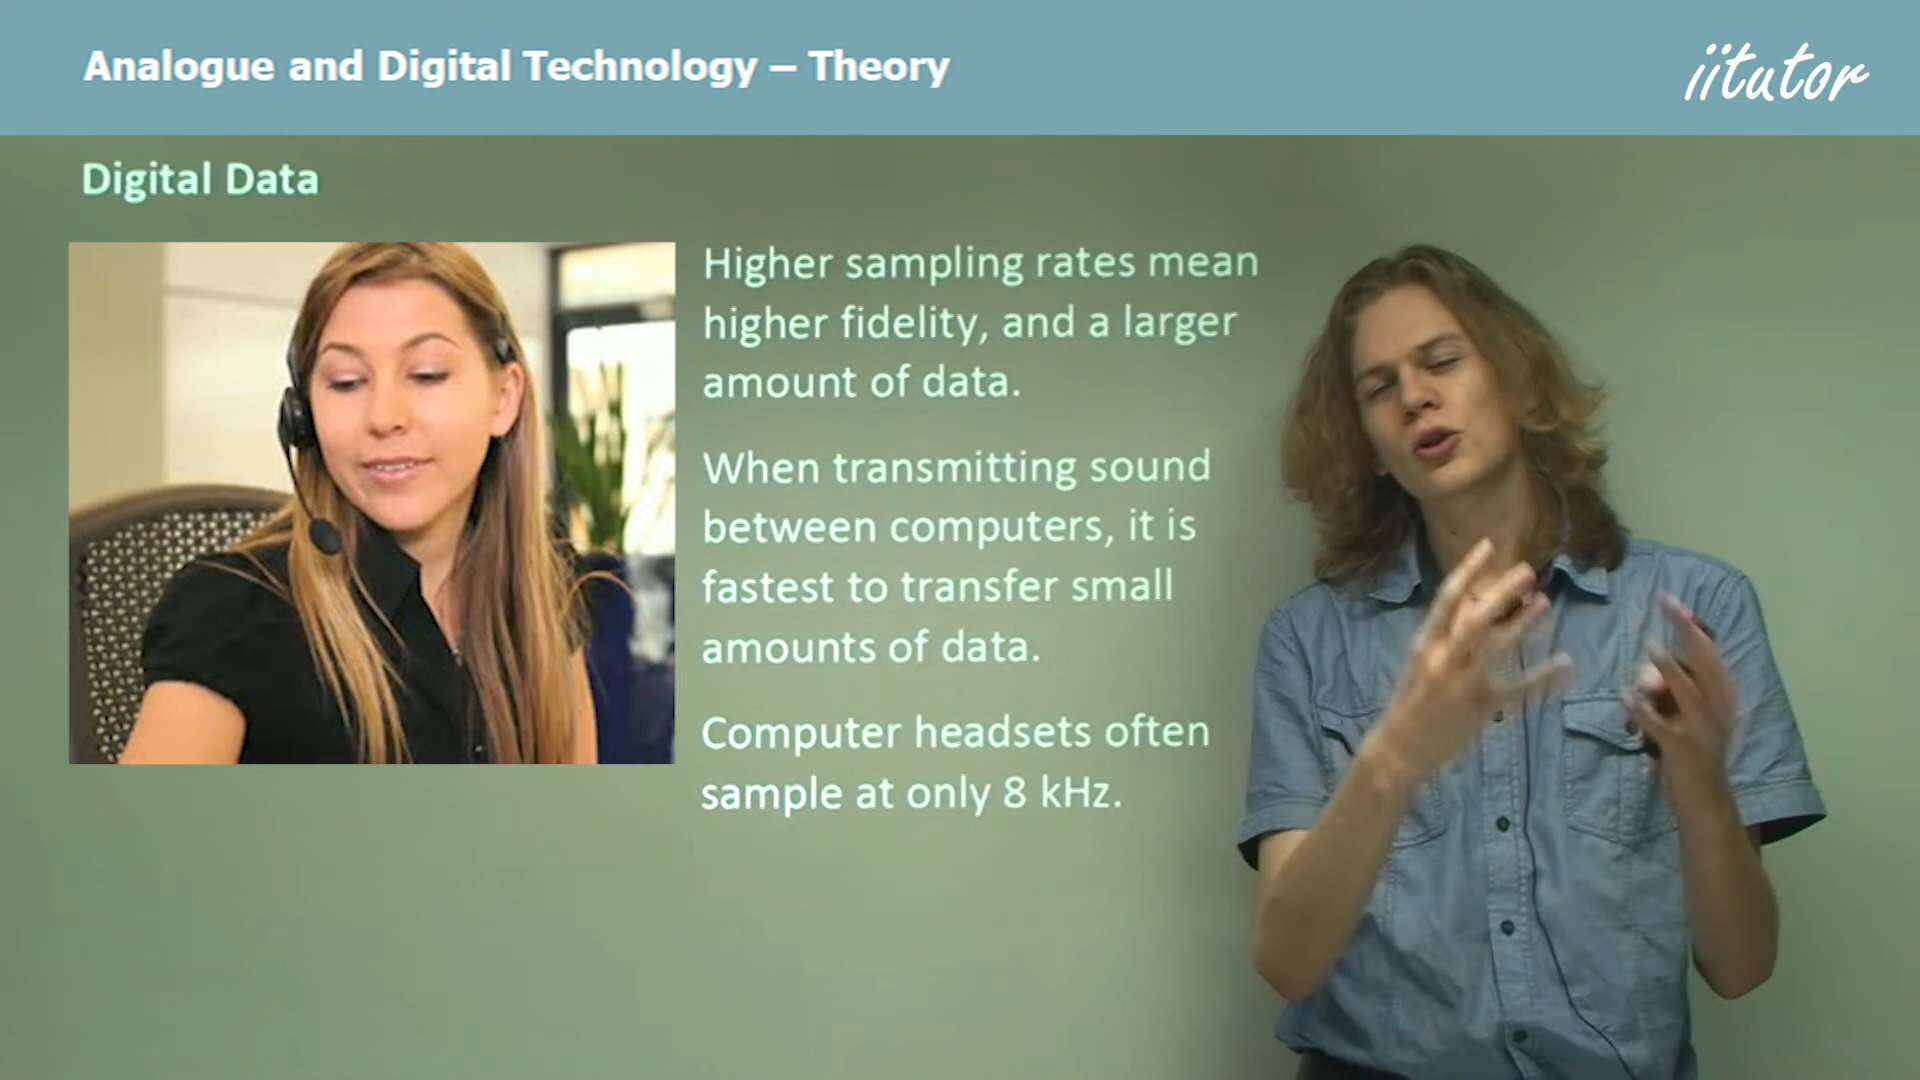 Analogue and Digital Technology – Theory
iitutor
Digital Data
Higher sampling rates mean
higher fidelity, and a larger
amount of data.
When transmitting sound
between computers, it is
fastest to transfer small
amounts of data.
Computer headsets often
sample at only 8 kHz.